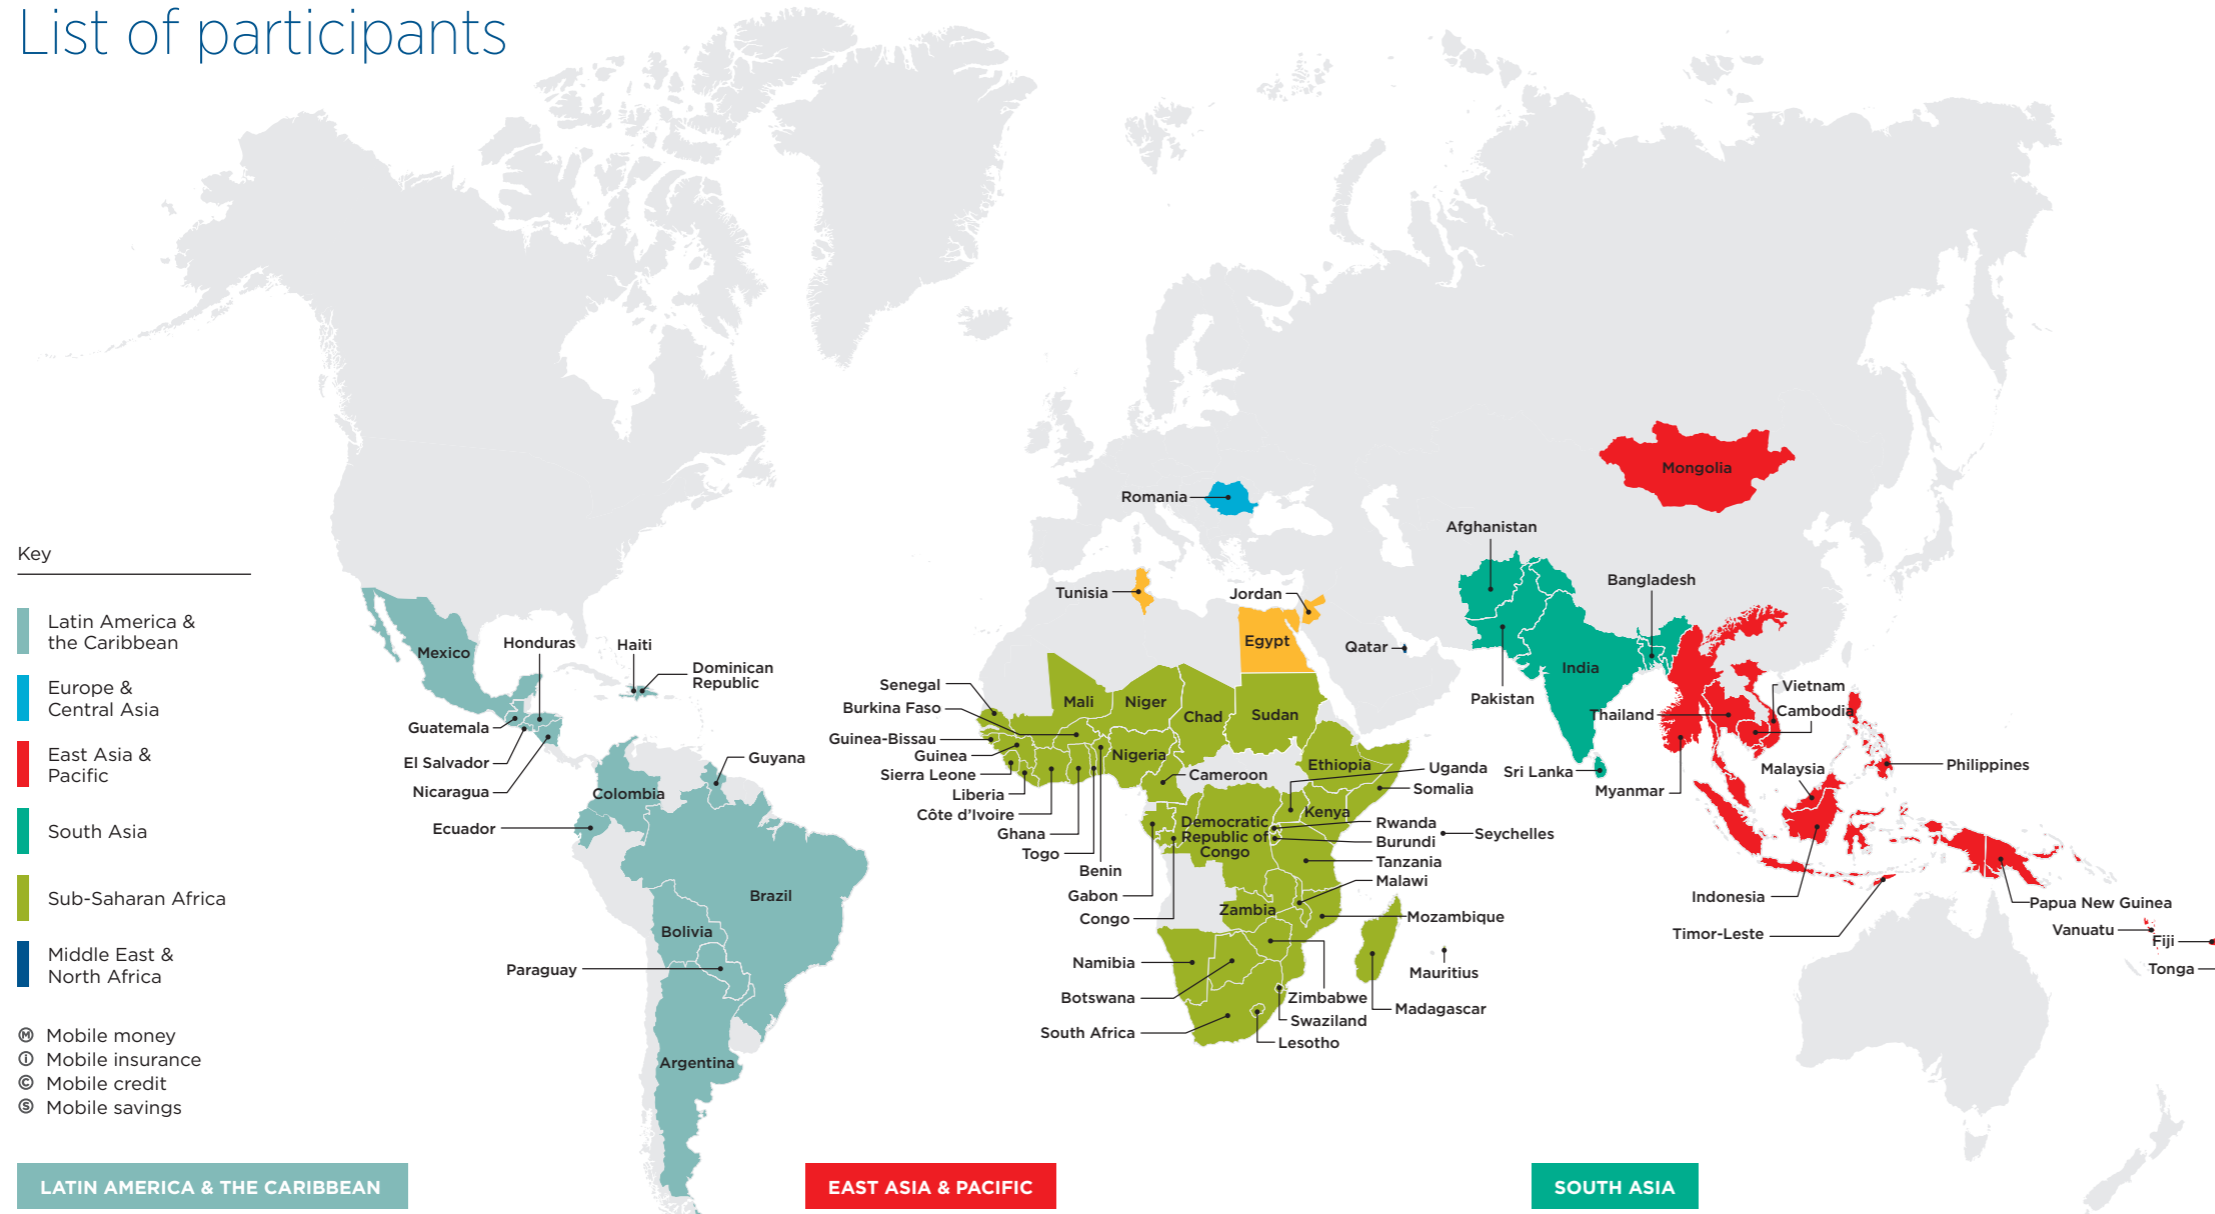 List of participants
Key
Latin America &
the Caribbean
Europe &
Central Asia
East Asia &
Pacific
South Asia
Sub-Saharan Africa
Middle East &
North Africa
Ⓜ Mobile money
ⓘ Mobile insurance
© Mobile credit
Ⓢ Mobile savings
Mexico
Honduras
Haiti
Dominican
Republic
Guatemala
El Salvador
Nicaragua
Guyana
Colombia
Ecuador
Brazil
Bolivia
Paraguay
Argentina
Romania
Tunisia
Jordan
Egypt
Qatar
Senegal
Burkina Faso
Guinea-Bissau
Guinea
Sierra Leone
Liberia
Côte d'Ivoire
Ghana
Togo
Benin
Gabon
Congo
Mali
Niger
Chad
Sudan
Nigeria
Cameroon
Ethiopia
Uganda
Somalia
Kenya
Democratic
Republic of
Congo
Rwanda
Burundi
Tanzania
Malawi
Seychelles
Zambia
Mozambique
Namibia
Botswana
South Africa
Zimbabwe
Swaziland
Lesotho
Mauritius
Madagascar
Mongolia
Afghanistan
Bangladesh
India
Pakistan
Sri Lanka
Myanmar
Thailand
Vietnam
Cambodia
Malaysia
Philippines
Indonesia
Timor-Leste
Papua New Guinea
Vanuatu
Fiji
Tonga
LATIN AMERICA & THE CARIBBEAN
EAST ASIA & PACIFIC
SOUTH ASIA